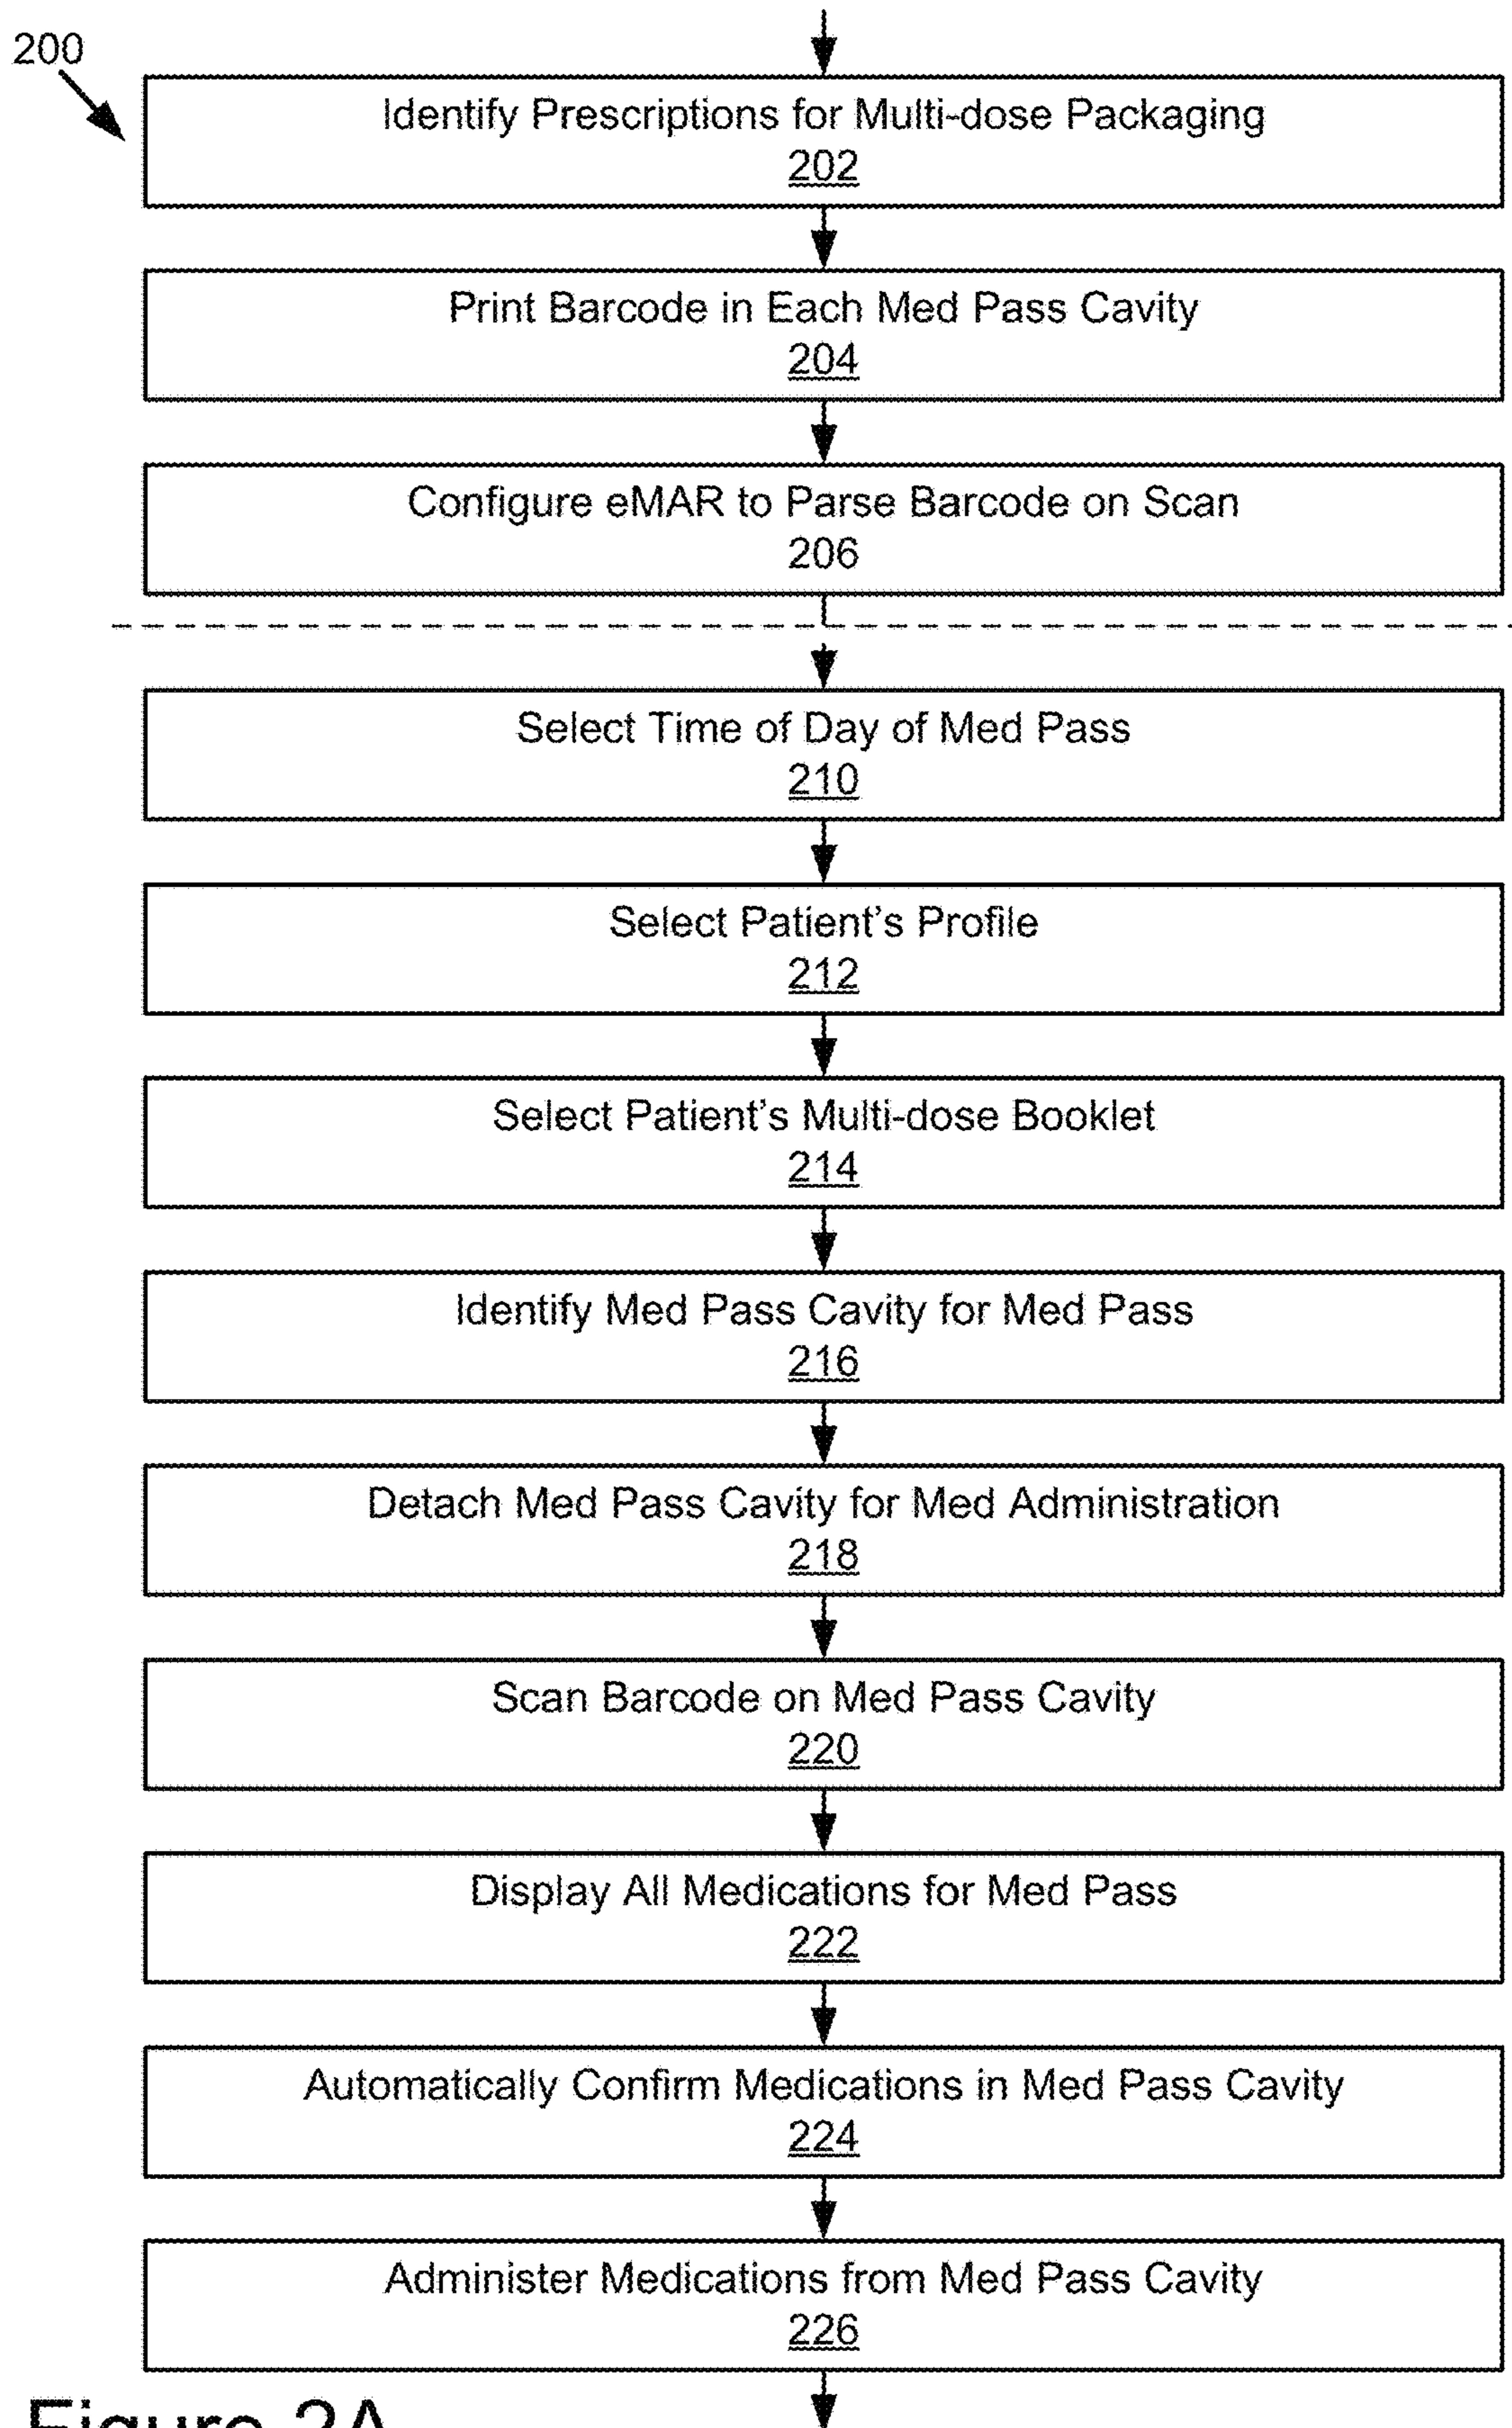 200
Identify Prescriptions for Multi-dose Packaging
202
Print Barcode in Each Med Pass Cavity
204
Configure eMAR to Parse Barcode on Scan
206
Select Time of Day of Med Pass
210
Select Patient's Profile
212
Select Patient's Multi-dose Booklet
214
Identify Med Pass Cavity for Med Pass
216
Detach Med Pass Cavity for Med Administration
218
Scan Barcode on Med Pass Cavity
220
Display All Medications for Med Pass
222
Automatically Confirm Medications in Med Pass Cavity
224
Administer Medications from Med Pass Cavity
226
Figure 2A